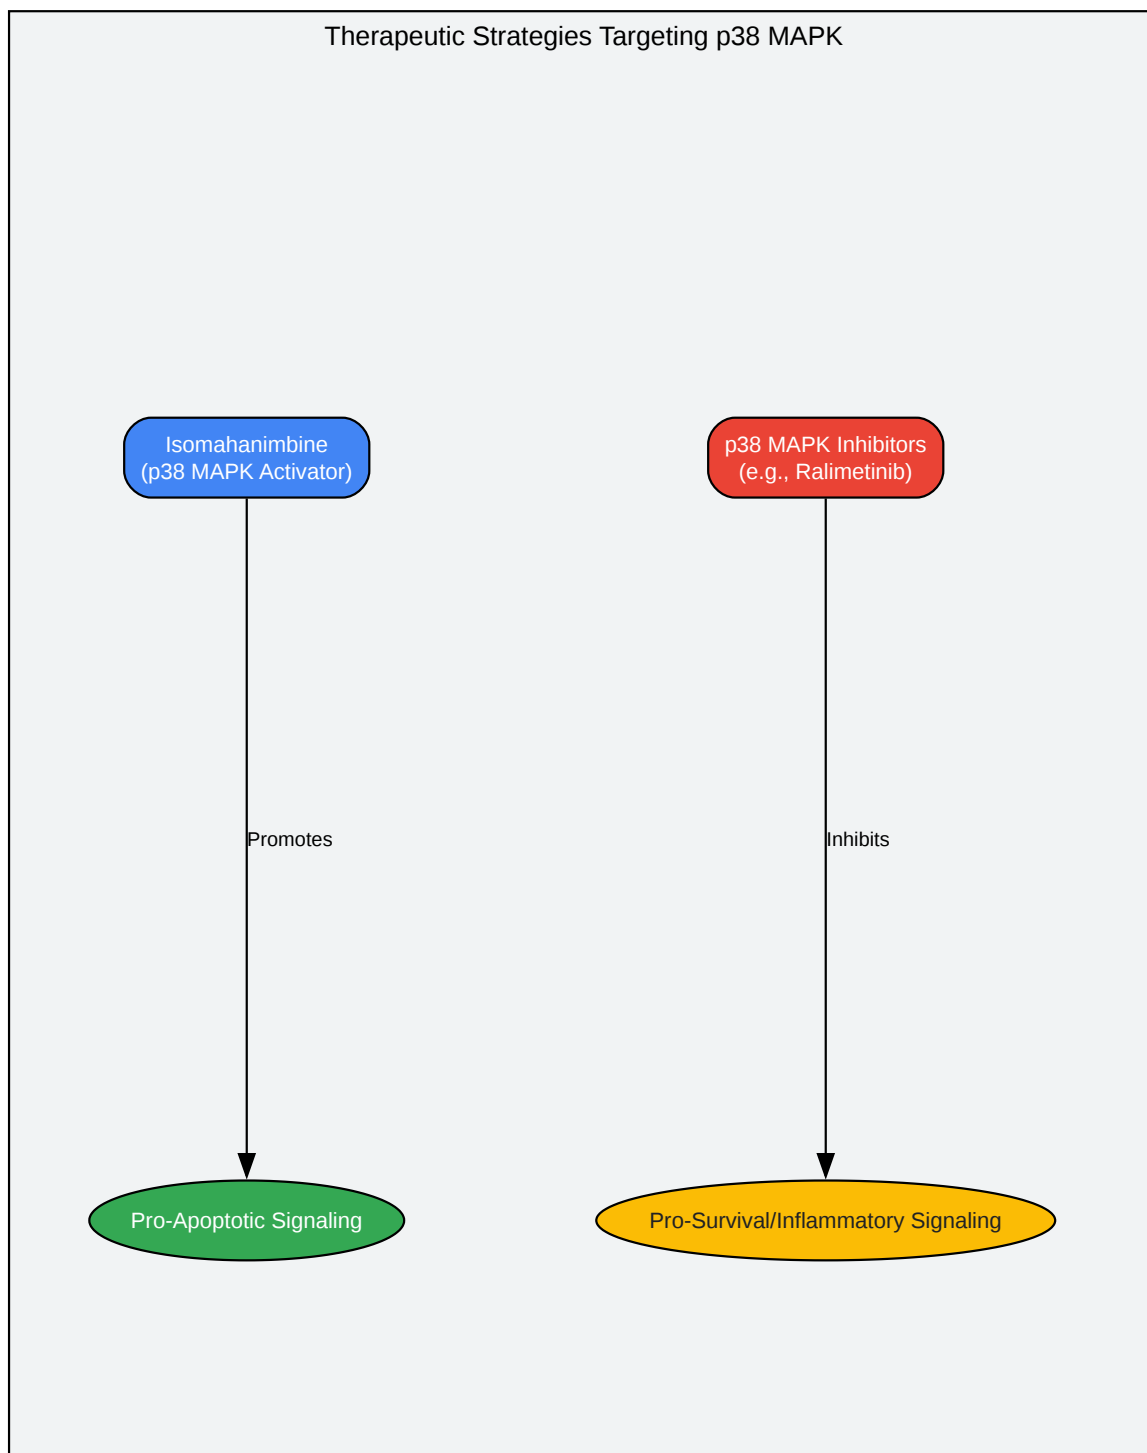 Therapeutic Strategies Targeting p38 MAPK
Isomahanimbine
(p38 MAPK Activator)
p38 MAPK Inhibitors
(e.g., Ralimetinib)
Promotes
Inhibits
Pro-Apoptotic Signaling
Pro-Survival/Inflammatory Signaling